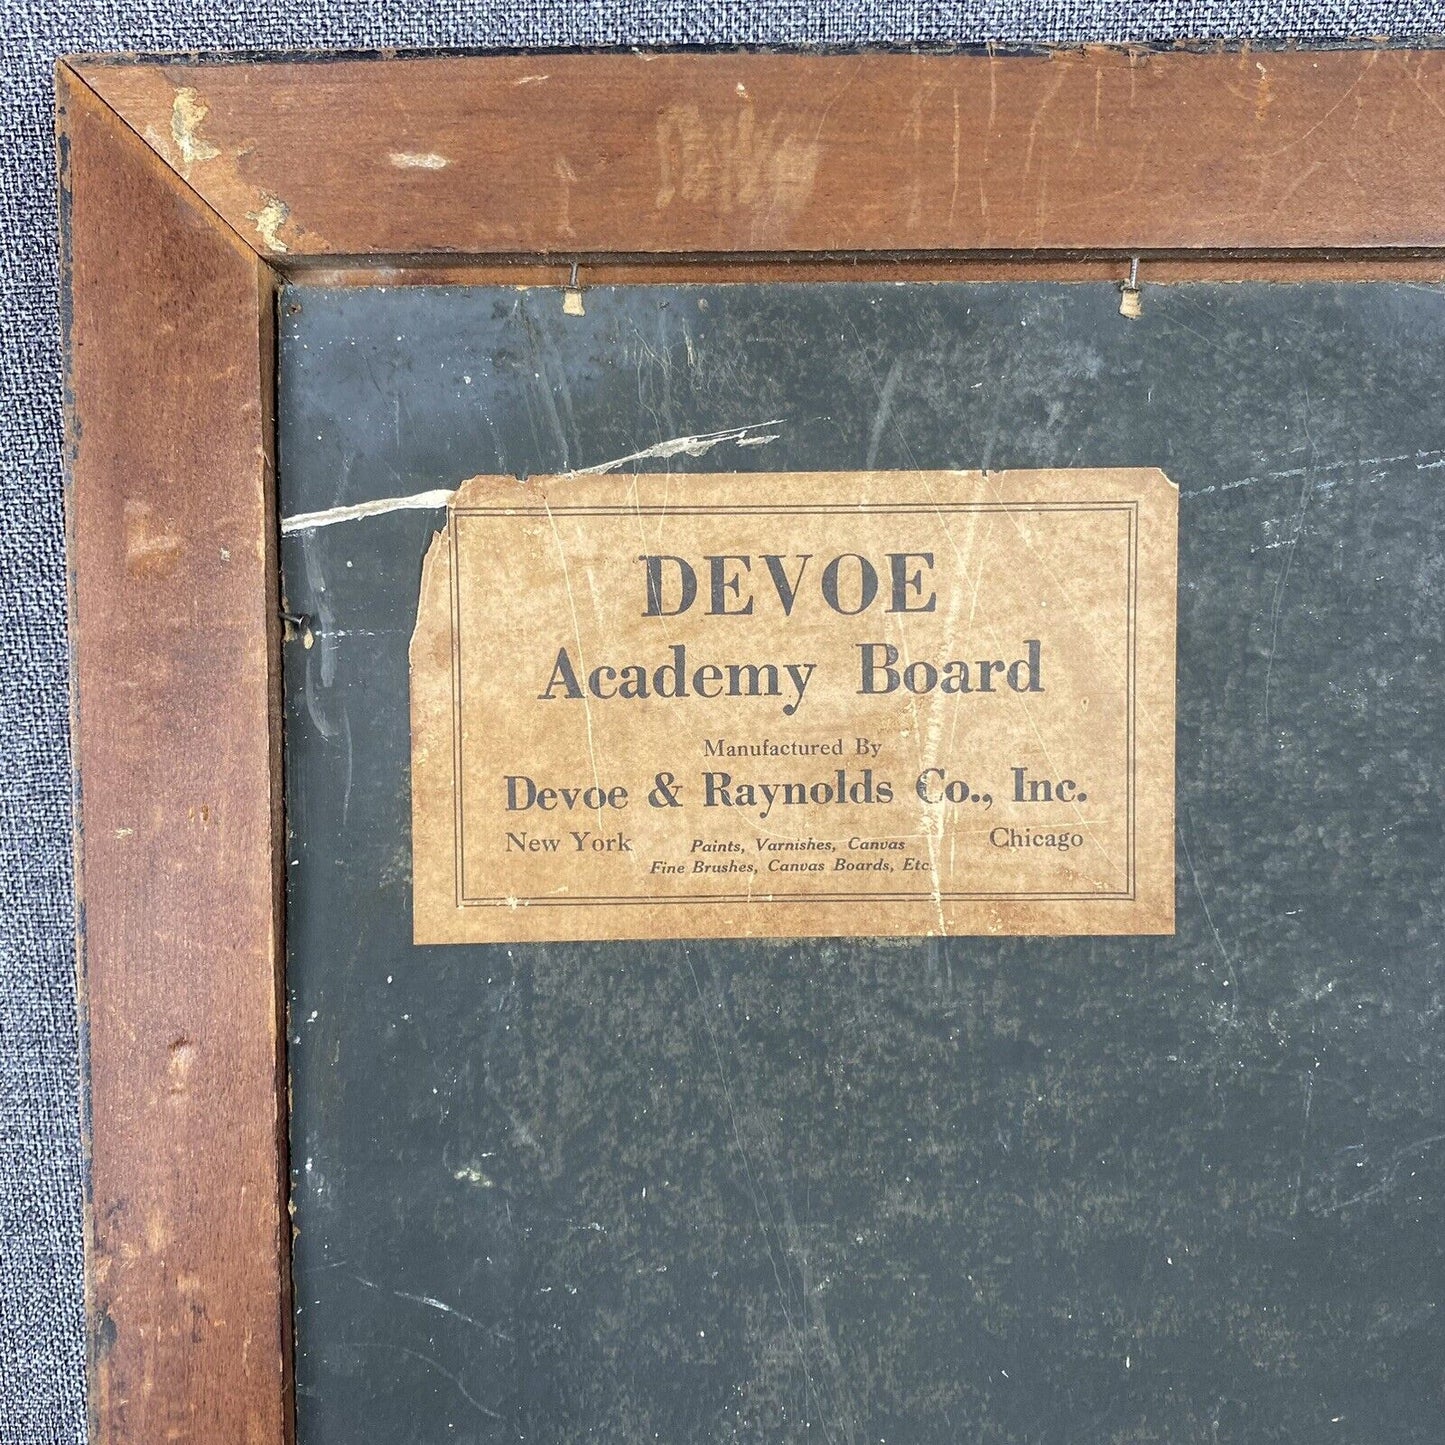 DEVOE
Academy Board
Manufactured By
Devoe & Raynolds Co., Inc.
New York
Paints, Varnishes, Canvas
Fine Brushes, Canvas Boards, Etc.
Chicago